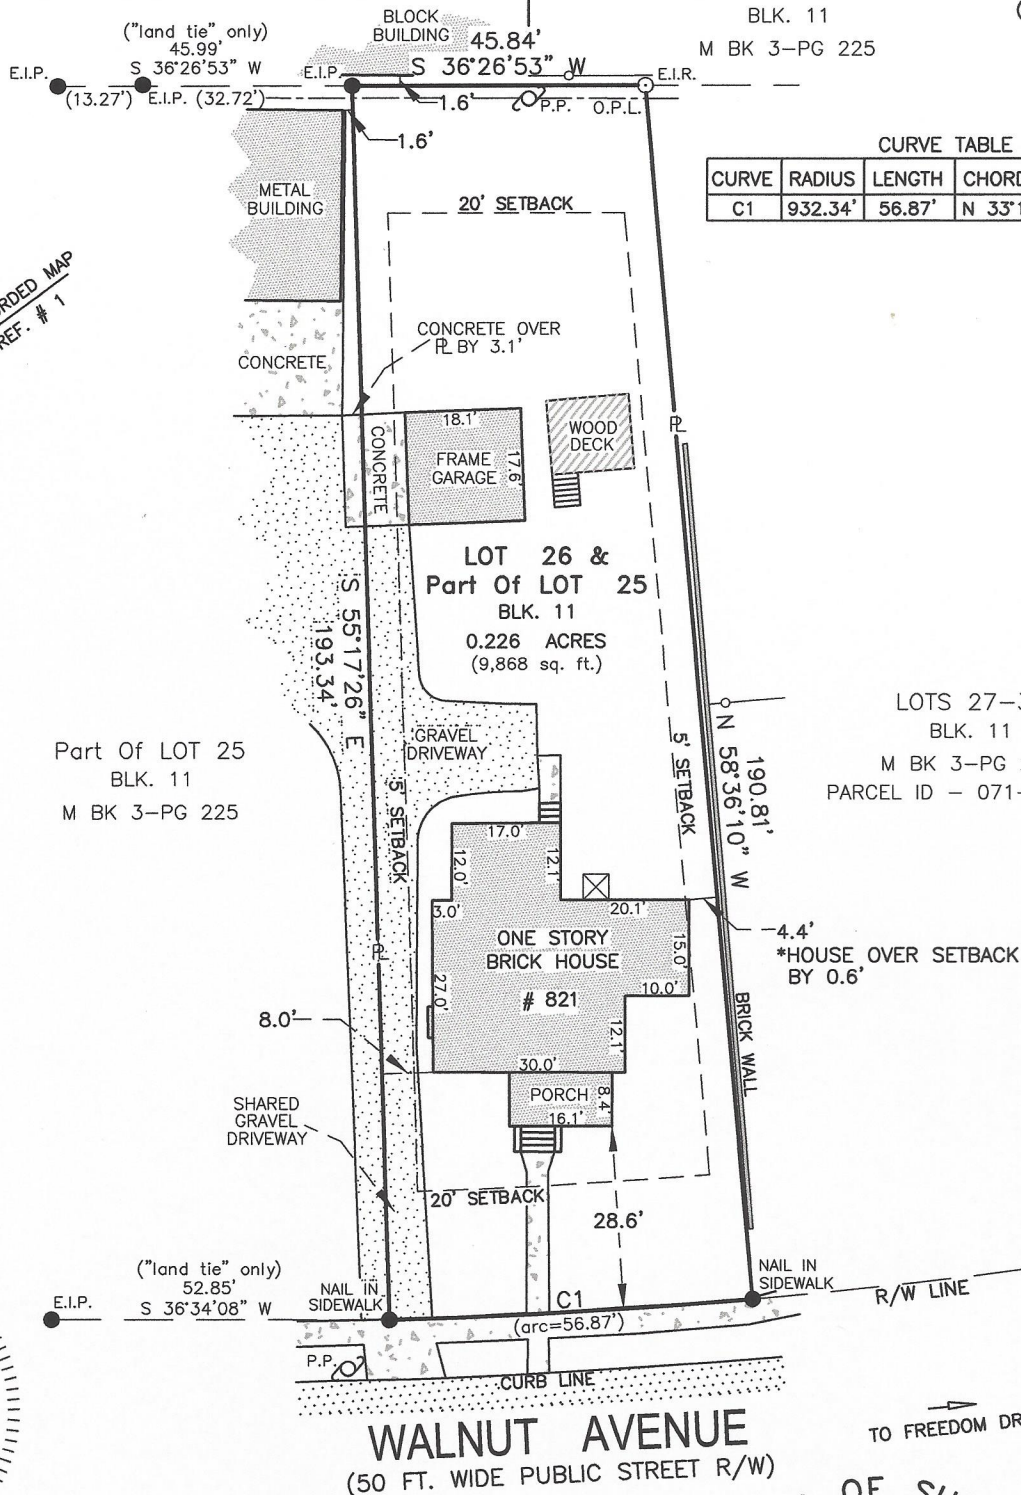 BLOCK
BUILDING
45.84'
S 36°26'53" W
("land tie" only)
45.99'
S 36°26'53" W
BLK. 11
M BK 3-PG 225
E.I.P.
(13.27')
E.I.P. (32.72')
E.I.P.
E.I.R.
1.6'
P.P.
O.P.L.
1.6'
CURVE TABLE
CURVE RADIUS LENGTH
C1 932.34' 56.87'
METAL
BUILDING
20' SETBACK
MAP
REF. # 1
CONCRETE
CONCRETE OVER
PL BY 3.1'
PL
CONCRETE
18.1'
FRAME
GARAGE
17.6'
WOOD
DECK
LOT 26 &
Part Of LOT 25
BLK. 11
0.226 ACRES
(9,868 sq. ft.)
S 55°17'26" E
193.34'
Part Of LOT 25
BLK. 11
M BK 3-PG 225
GRAVEL
DRIVEWAY
5' SETBACK
5' SETBACK
190.81'
N 58°36'10" W
BLK. 11
M BK 3-PG
17.0'
12.0'
12.1'
3.0'
20.1'
ONE STORY
BRICK HOUSE
# 821
15.0'
27.0'
10.0'
12.1'
30.0'
4.4'
*HOUSE OVER SETBACK
BY 0.6'
PL
BRICK WALL
8.0'
PORCH
8.4'
16.1'
SHARED
GRAVEL
DRIVEWAY
20' SETBACK
28.6'
("land tie" only)
52.85'
S 36°34'08" W
E.I.P.
NAIL IN
SIDEWALK
C1
(arc=56.87')
NAIL IN
SIDEWALK
R/W LINE
P.P.
CURB LINE
WALNUT AVENUE
(50 FT. WIDE PUBLIC STREET R/W)
TO FREEDOM
OF